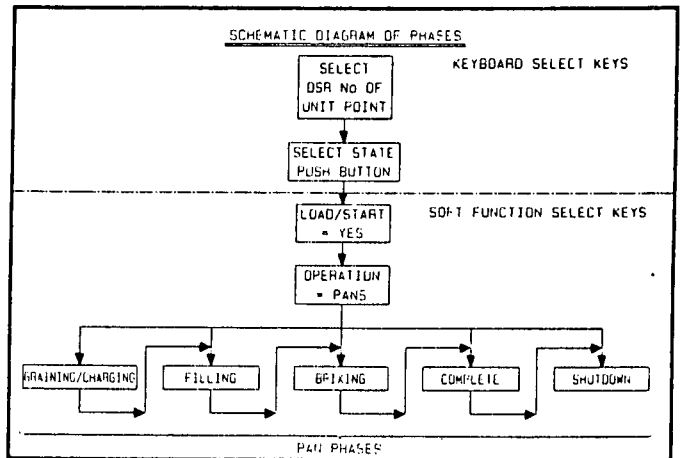 SCHEMATIC DIAGRAM OF PHASES
KEYBOARD SELECT KEYS
SELECT
DSR No OF
UNIT POINT
SELECT STATE
PUSH BUTTON
SOFT FUNCTION SELECT KEYS
LOAD/START
= YES
OPERATION
= PANS
GRAINING/CHARGING
FILLING
BRIXING
COMPLETE
SHUTDOWN
PAN PHASES